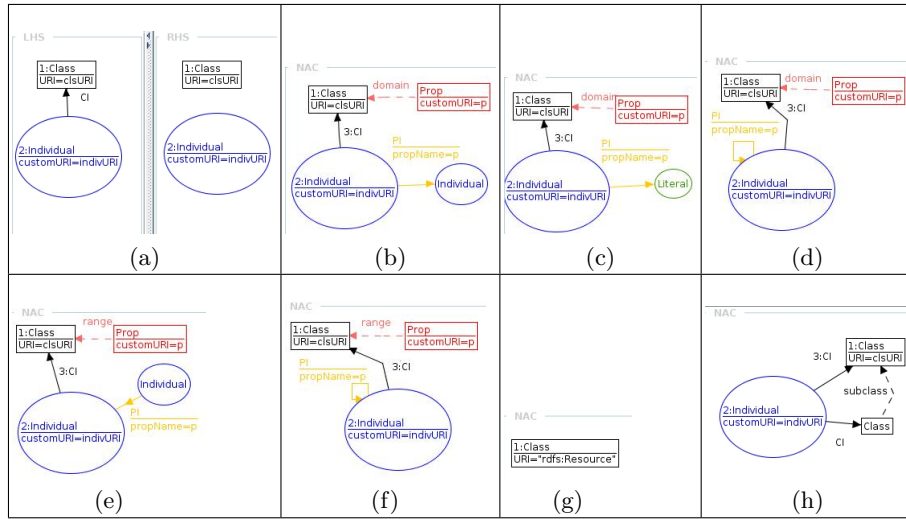 LHS
RHS
1:Class
URI=clsURI
CI
2:Individual
customURI=indivURI
1:Class
URI=clsURI
2:Individual
customURI=indivURI
(a)
NAC
1:Class
URI=clsURI
domain
Prop
customURI=p
3:CI
PI
propName=p
2:Individual
customURI=indivURI
Individual
(b)
NAC
1:Class
URI=clsURI
domain
Prop
customURI=p
3:CI
PI
propName=p
2:Individual
customURI=indivURI
Literal
(c)
NAC
1:Class
URI=clsURI
domain
Prop
customURI=p
3:CI
PI
propName=p
2:Individual
customURI=indivURI
(d)
NAC
1:Class
URI=clsURI
range
Prop
customURI=p
3:CI
Individual
PI
propName=p
2:Individual
customURI=indivURI
(e)
NAC
1:Class
URI=clsURI
range
Prop
customURI=p
3:CI
PI
propName=p
2:Individual
customURI=indivURI
(f)
NAC
1:Class
URI="rdfs:Resource"
(g)
NAC
1:Class
URI=clsURI
3:CI
subclass
2:Individual
customURI=indivURI
Class
CI
(h)